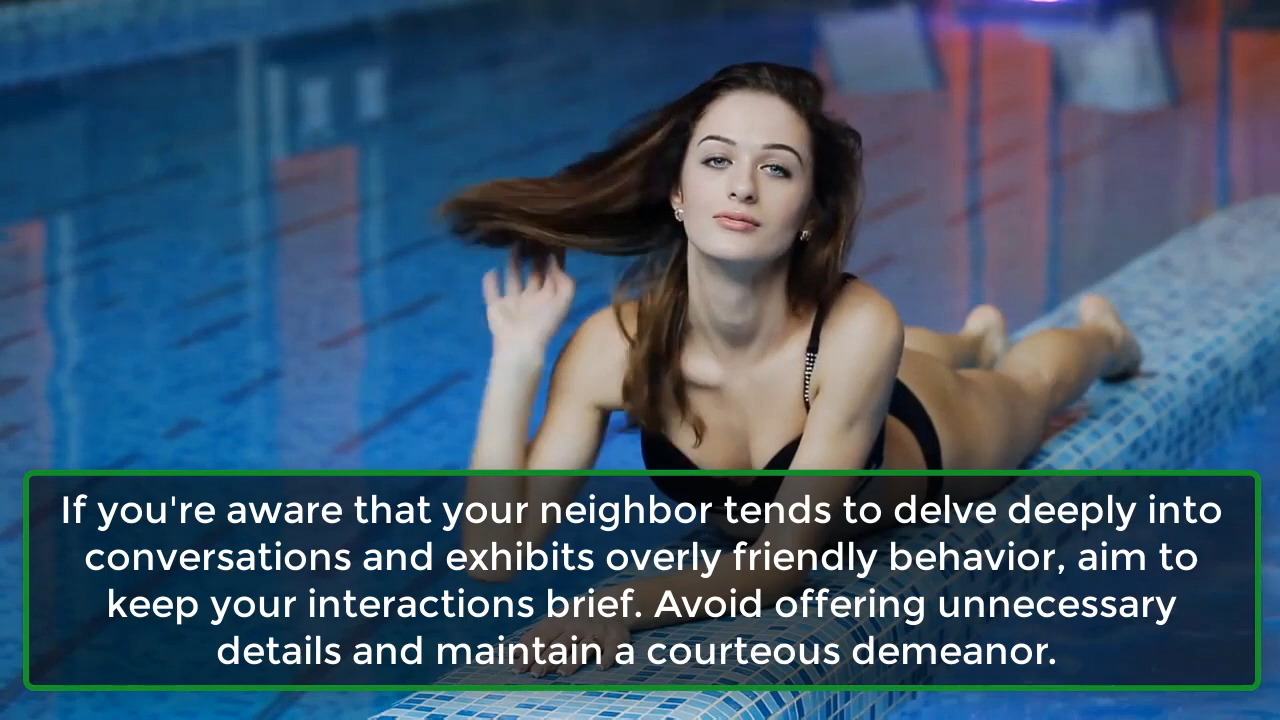 If you're aware that your neighbor tends to delve deeply into
conversations and exhibits overly friendly behavior, aim to
keep your interactions brief. Avoid offering unnecessary
details and maintain a courteous demeanor.